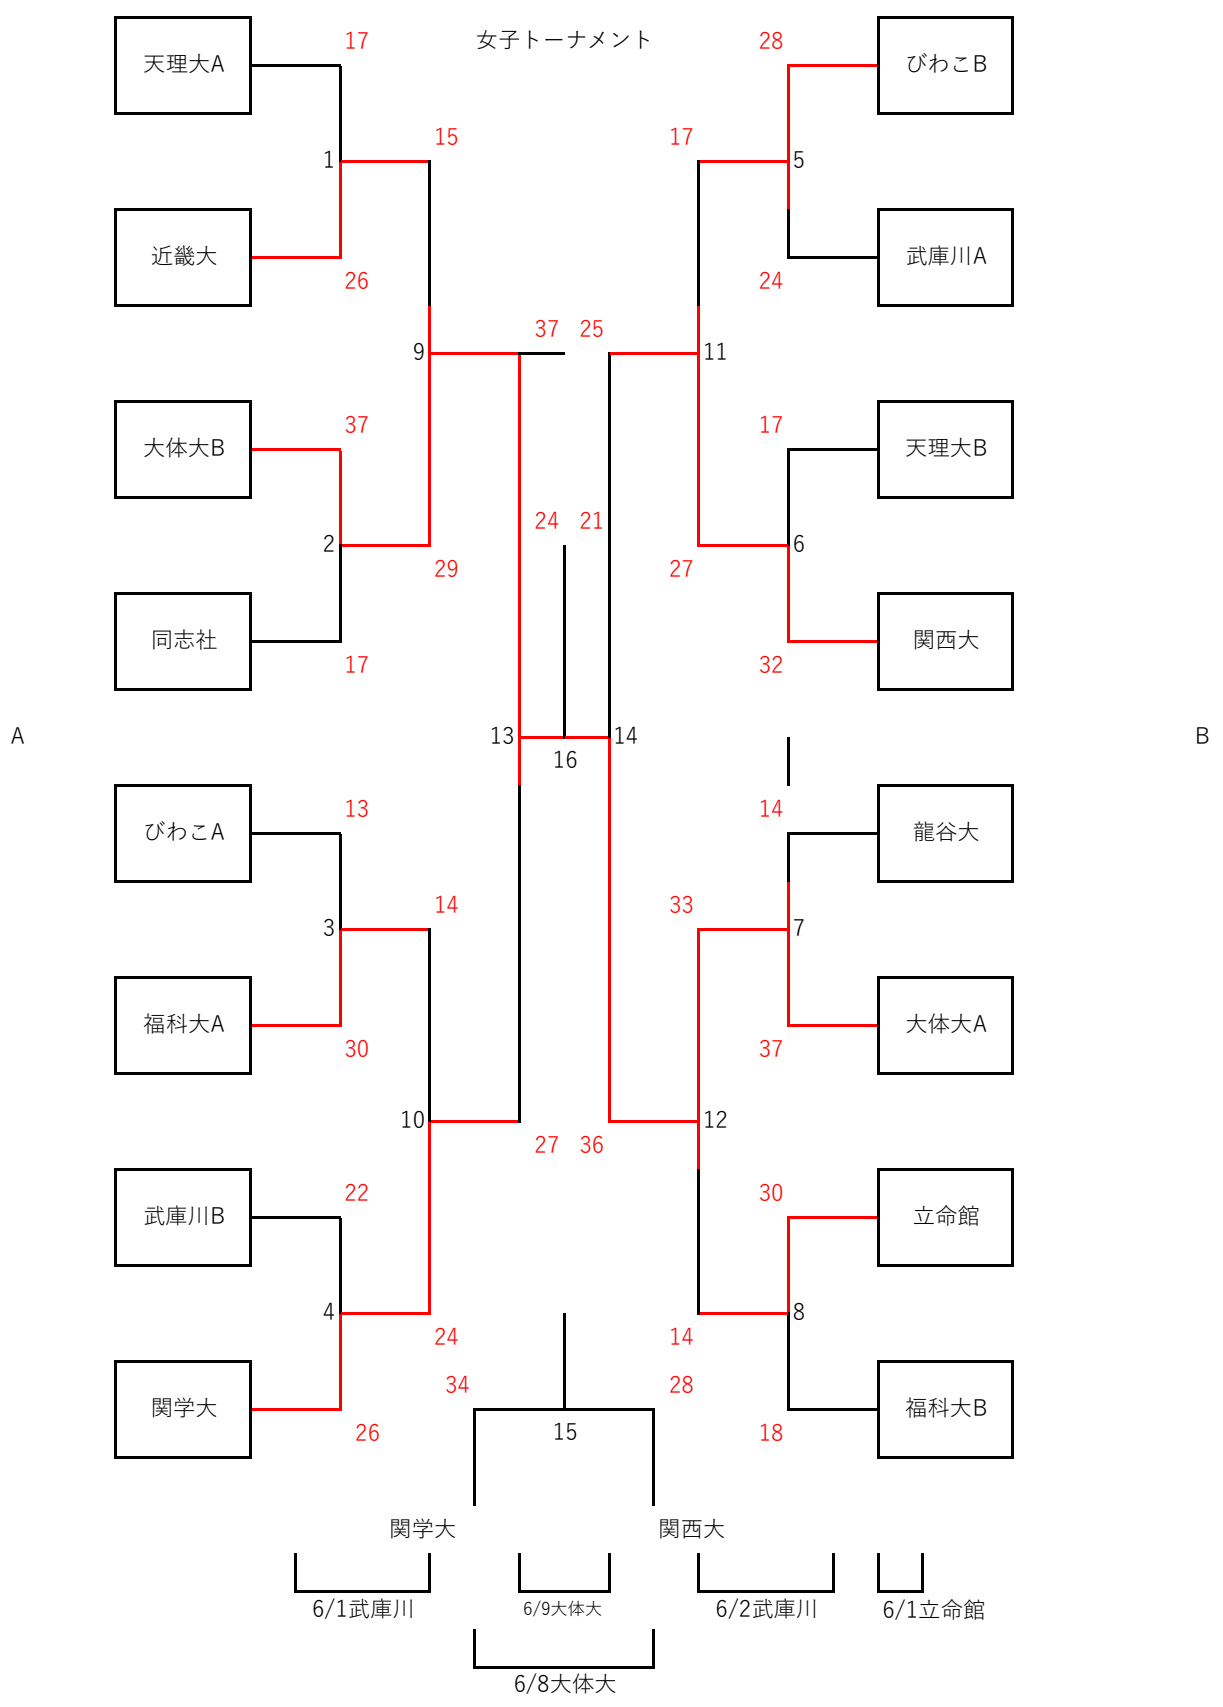 女子トーナメント
17
28
天理大A
びわこB
15
17
1
5
近畿大
武庫川A
26
24
37
25
9
11
37
17
大体大B
天理大B
24
21
2
6
29
27
同志社
関西大
17
32
A
13
14
B
16
13
14
びわこA
龍谷大
14
33
3
7
福科大A
大体大A
30
37
10
12
27
36
22
30
武庫川B
立命館
4
8
24
14
34
28
関学大
福科大B
26
15
18
関学大
関西大
6/1武庫川
6/9大体大
6/2武庫川
6/1立命館
6/8大体大